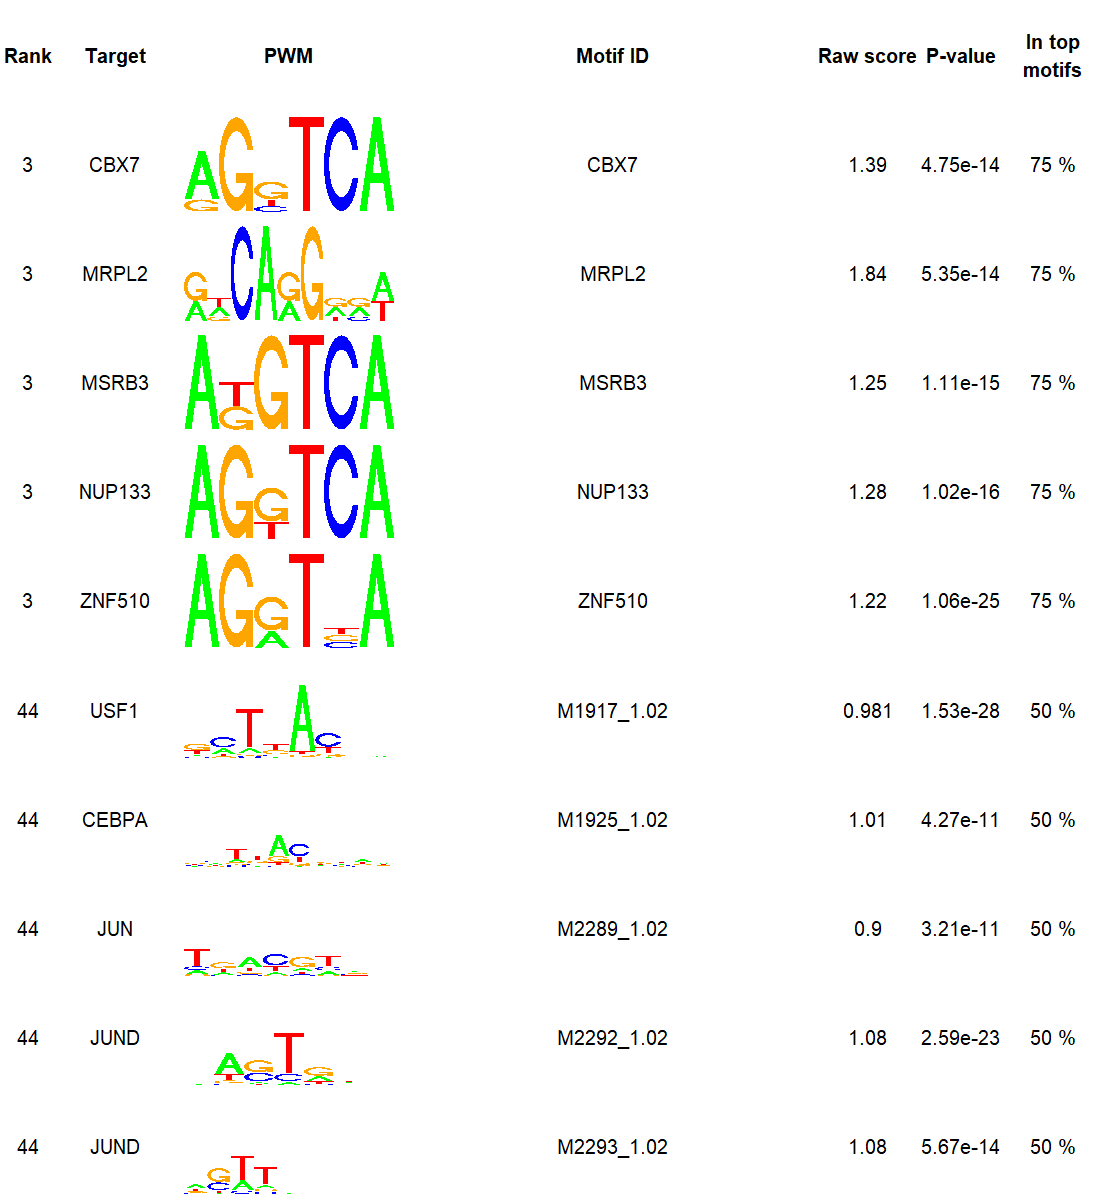 Rank Target PWM Motif ID Raw score P-value In top motifs
3 CBX7 CBX7 1.39 4.75e-14 75 %
3 MRPL2 MRPL2 1.84 5.35e-14 75 %
3 MSRB3 MSRB3 1.25 1.11e-15 75 %
3 NUP133 NUP133 1.28 1.02e-16 75 %
3 ZNF510 ZNF510 1.22 1.06e-25 75 %
44 USF1 M1917_1.02 0.981 1.53e-28 50 %
44 CEBPA M1925_1.02 1.01 4.27e-11 50 %
44 JUN M2289_1.02 0.9 3.21e-11 50 %
44 JUND M2292_1.02 1.08 2.59e-23 50 %
44 JUND M2293_1.02 1.08 5.67e-14 50 %